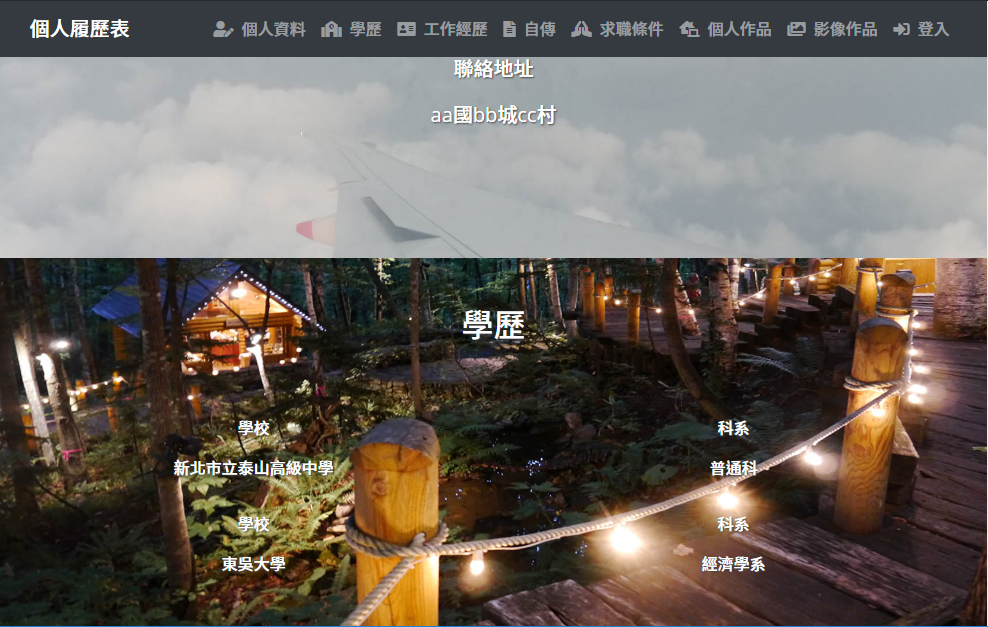 個人履歷表 個人資料 學歷 工作經歷 自傳 求職條件 個人作品 影像作品 登入
聯絡地址
aa國bb城cc村
學歷
學校 科系
新北市立泰山高級中學 普通科
學校 科系
東吳大學 經濟學系